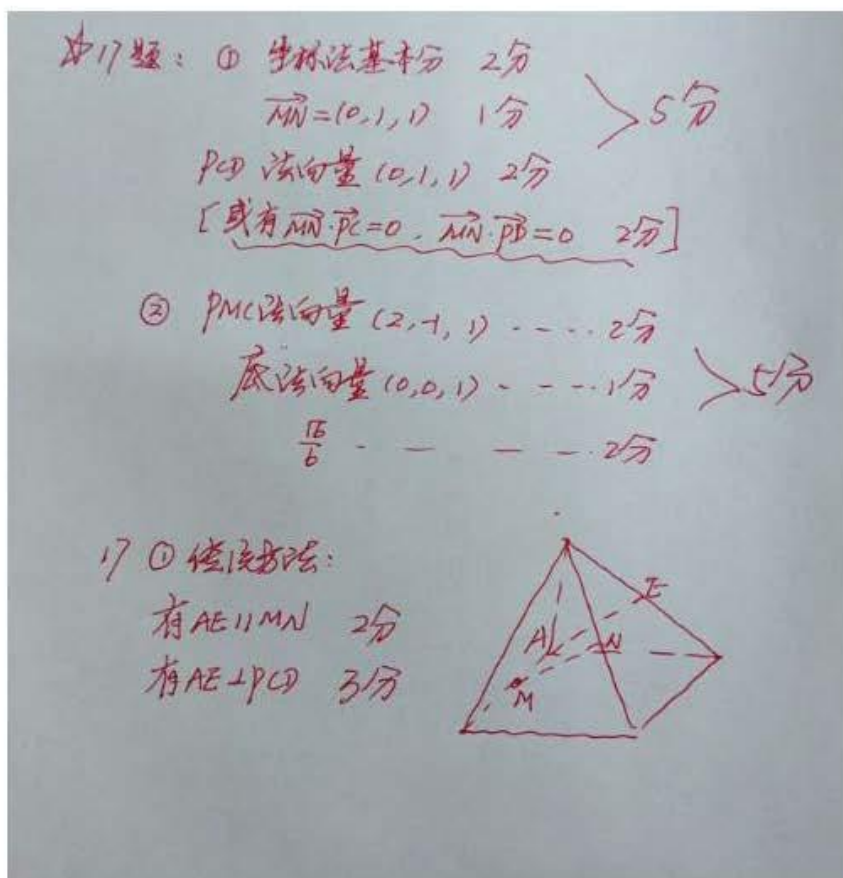 17题：① 坐标法基本分 2分
MN=(0,1,1) 1分 >5分
PCD法向量(0,1,1) 2分
[或有MN·PC=0，MN·PD=0 2分]
② PMC法向量(2,-1,1) ---- 2分
底法向量(0,0,1) ---- 1分 >5分
√6/6 - - - - 2分
17 ① 传统方法：
有AE//MN 2分
有AE⊥PCD 3分
E
A
N
M